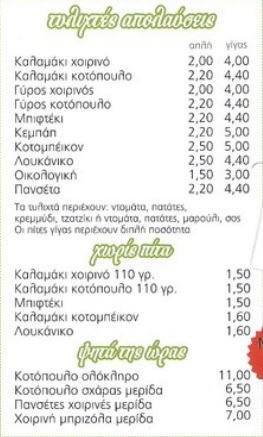 τυλιχτές απολαύσεις
απλή γίγας
Καλαμάκι χοιρινό 2,00 4,00
Καλαμάκι κοτόπουλο 2,20 4,40
Γύρος χοιρινός 2,00 4,00
Γύρος κοτόπουλο 2,20 4,40
Μπιφτέκι 2,20 4,40
Κεμπάπ 2,20 5,00
Κοτομπέικον 2,50 5,00
Λουκάνικο 2,50 4,40
Οικολογική 1,50 3,00
Πανσέτα 2,20 4,40
Τα τυλιχτά περιέχουν: ντομάτα, πατάτες,
κρεμμύδι, τζατζίκι ή ντομάτα, πατάτες, μαρούλι, σος
Οι πίτες γίγας περιέχουν διπλή ποσότητα
χωρίς πίτα
Καλαμάκι χοιρινό 110 γρ. 1,50
Καλαμάκι κοτόπουλο 110 γρ. 1,50
Μπιφτέκι 1,50
Καλαμάκι κοτομπέικον 1,60
Λουκάνικο 1,60
ψητά της ώρας
Κοτόπουλο ολόκληρο 11,00
Κοτόπουλο σχάρας μερίδα 6,50
Πανσέτες χοιρινές μερίδα 6,50
Χοιρινή μπριζόλα μερίδα 7,00